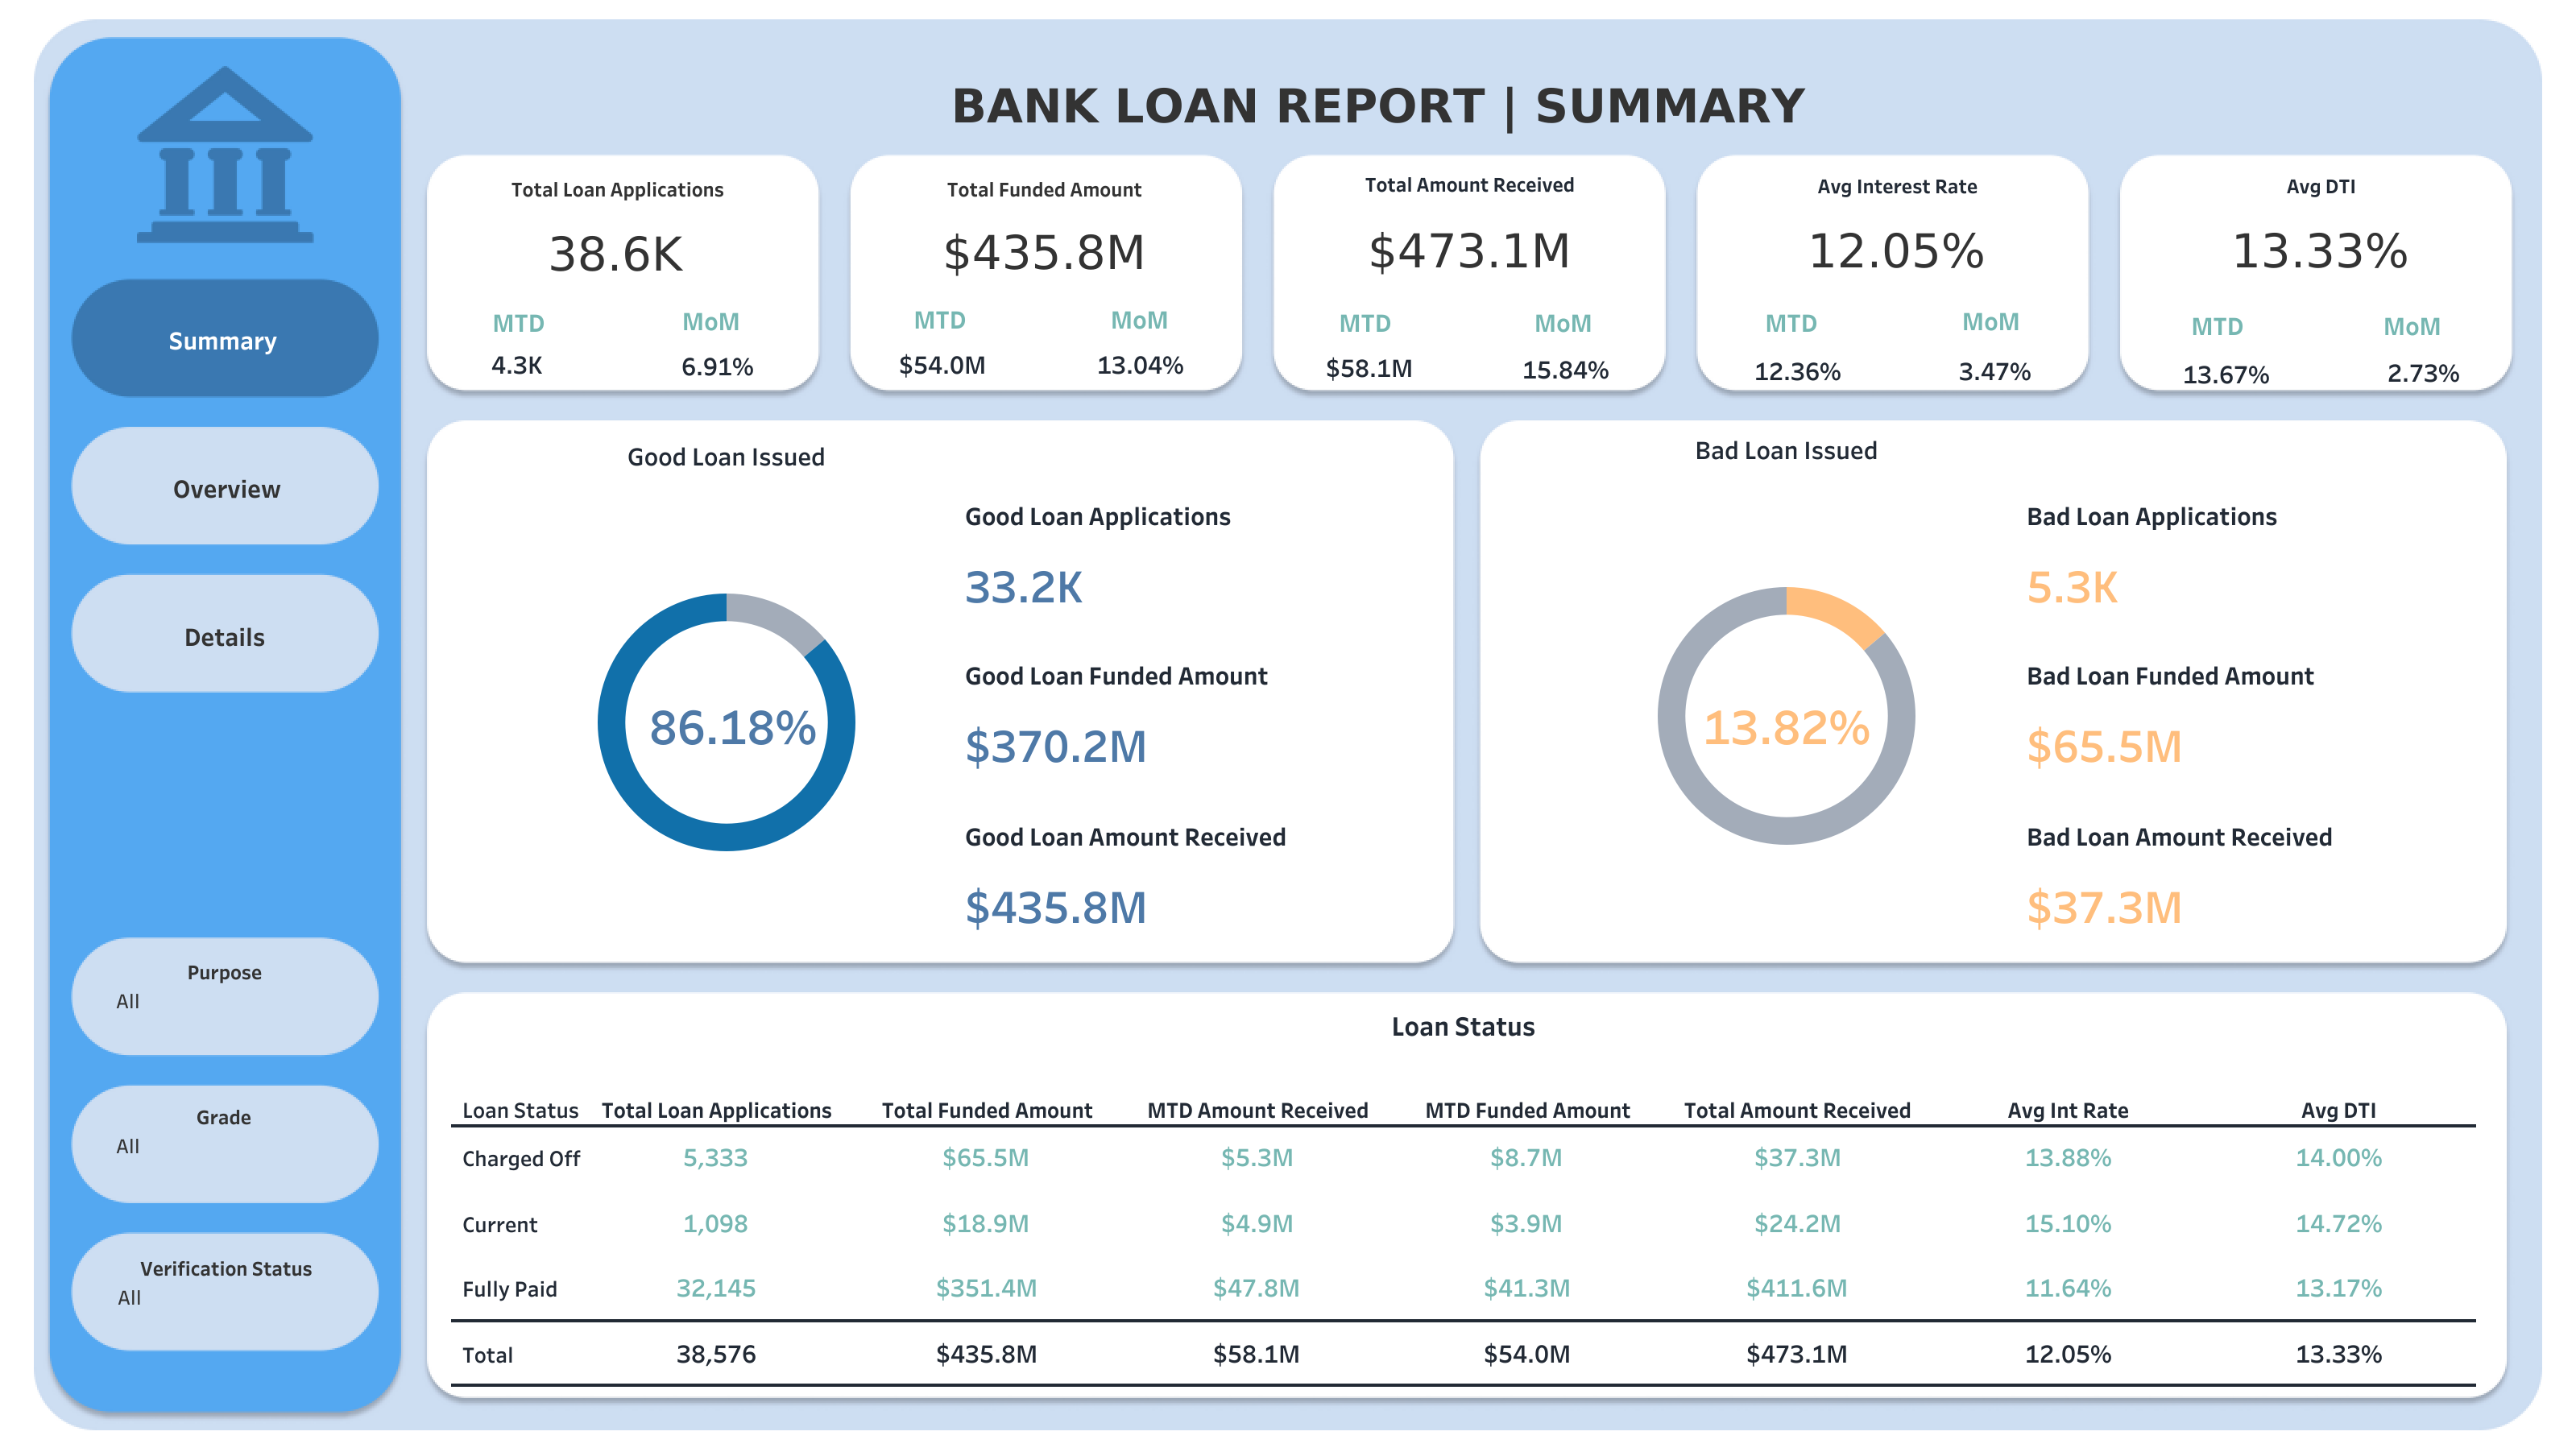 BANK LOAN REPORT | SUMMARY
Summary
Overview
Details
Purpose
All
Grade
All
Verification Status
All
Total Loan Applications
38.6K
MTD MoM
4.3K 6.91%
Total Funded Amount
$435.8M
MTD MoM
$54.0M 13.04%
Total Amount Received
$473.1M
MTD MoM
$58.1M 15.84%
Avg Interest Rate
12.05%
MTD MoM
12.36% 3.47%
Avg DTI
13.33%
MTD MoM
13.67% 2.73%
Good Loan Issued
86.18%
Good Loan Applications
33.2K
Good Loan Funded Amount
$370.2M
Good Loan Amount Received
$435.8M
Bad Loan Issued
13.82%
Bad Loan Applications
5.3K
Bad Loan Funded Amount
$65.5M
Bad Loan Amount Received
$37.3M
Loan Status
Loan Status Total Loan Applications Total Funded Amount MTD Amount Received MTD Funded Amount Total Amount Received Avg Int Rate Avg DTI
Charged Off 5,333 $65.5M $5.3M $8.7M $37.3M 13.88% 14.00%
Current 1,098 $18.9M $4.9M $3.9M $24.2M 15.10% 14.72%
Fully Paid 32,145 $351.4M $47.8M $41.3M $411.6M 11.64% 13.17%
Total 38,576 $435.8M $58.1M $54.0M $473.1M 12.05% 13.33%